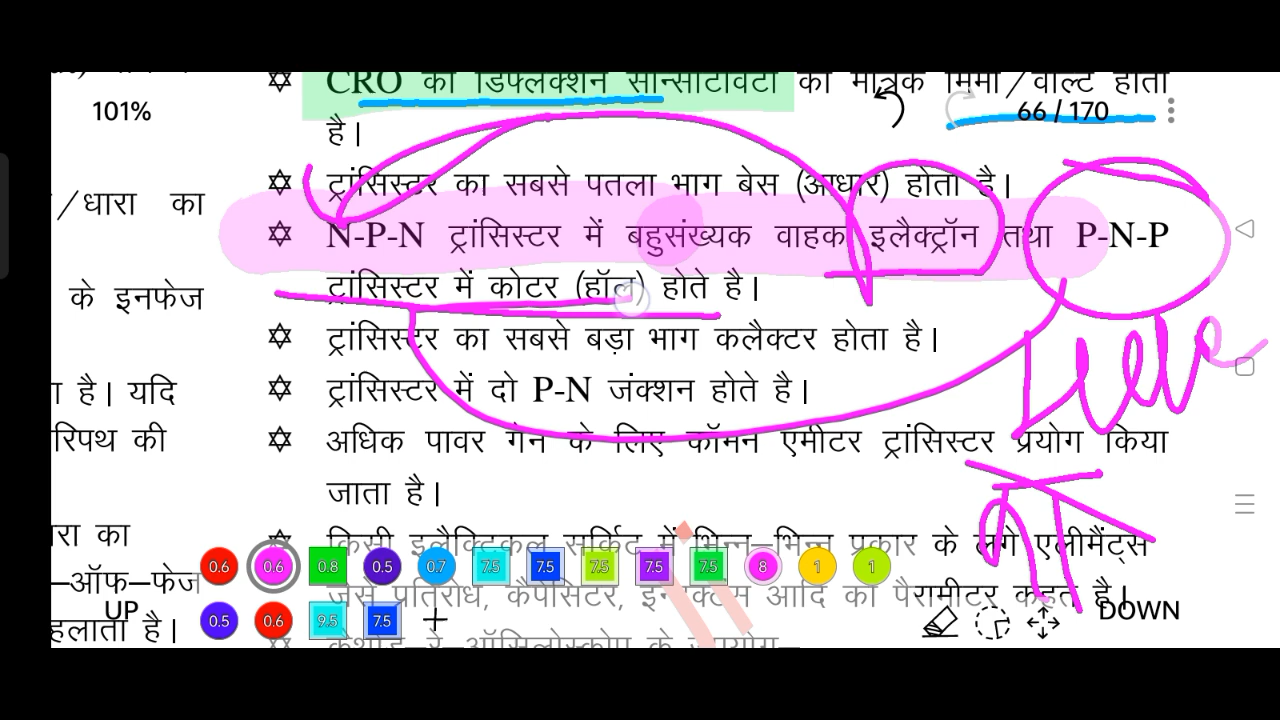 CRO की डिफ्लेक्शन सेन्सीटिविटी का मात्रक मिमी/वोल्ट होता
101%
66 / 170
है।
ट्रांसिस्टर का सबसे पतला भाग बेस (आधार) होता है।
/धारा का
N-P-N ट्रांसिस्टर में बहुसंख्यक वाहक इलैक्ट्रॉन तथा P-N-P
ट्रांसिस्टर में कोटर (हॉल) होते है।
के इनफेज
ट्रांसिस्टर का सबसे बड़ा भाग कलैक्टर होता है।
ट्रांसिस्टर में दो P-N जंक्शन होते है।
है। यदि
रिपथ की
अधिक पावर गेन के लिए कॉमन एमीटर ट्रांसिस्टर प्रयोग किया
जाता है।
का
किसी इलैक्ट्रिकल सर्किट में भिन्न-भिन्न प्रकार के लगे एलीमैंट्स
0.6 0.6 0.8 0.5 0.7 7.5 7.5 7.5 7.5 7.5 8 1 1
–ऑफ–फेज
जैसे प्रतिरोध, कैपेसिटर, इन्डक्टेंस आदि को पैरामीटर कहते है।
UP
DOWN
0.5 0.6 9.5 7.5 +
हलाता है।
कैथोड–रे–ऑसिलोस्कोप के उपयोग–